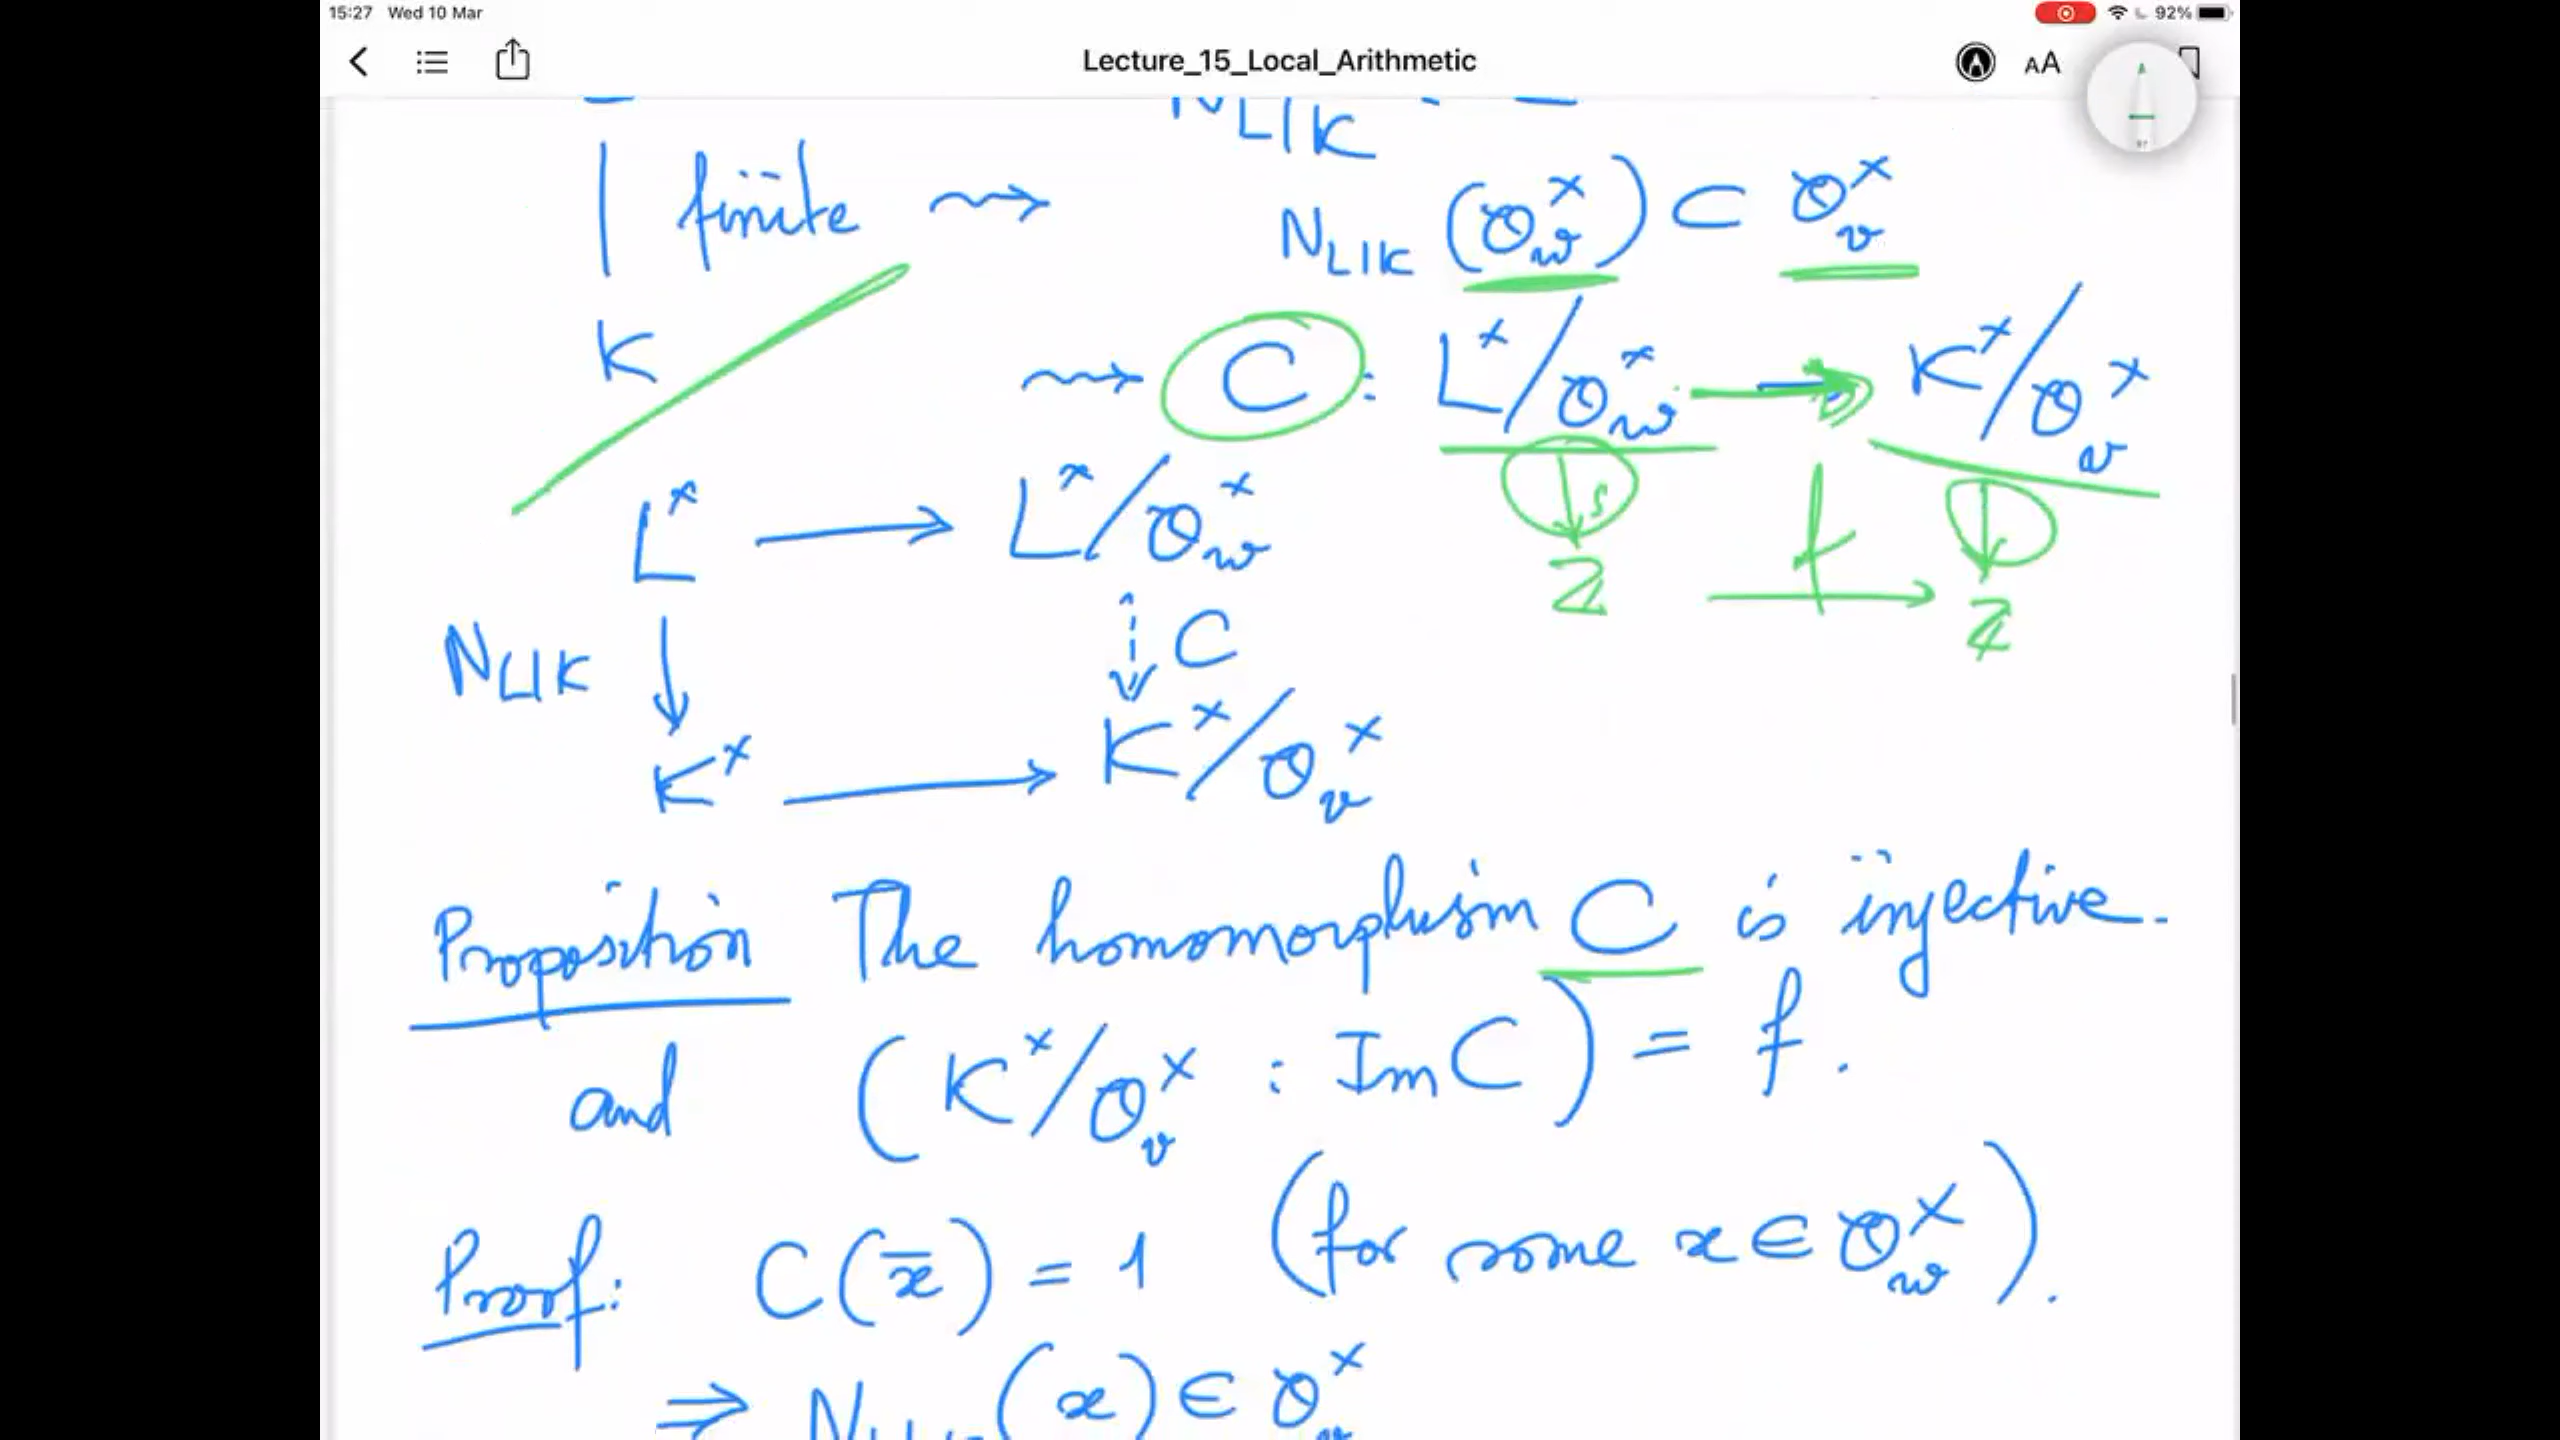 15:27 Wed 10 Mar 92%
Lecture_15_Local_Arithmetic AA
N_{L|K}
finite ⇝ N_{L|K} (O_w^×) ⊂ O_v^×
K
⇝ C : L^×/O_w^× → K^×/O_v^×
L^× → L^×/O_w^×
ℤ f→ ℤ
N_{L|K} ↓ ⇣ C
K^× → K^×/O_v^×
Proposition The homomorphism C is injective.
and (K^×/O_v^× : Im C) = f.
Proof: C(x̄) = 1 (for some x ∈ O_w^×).
⇒ N_{L|K}(x) ∈ O_v^×